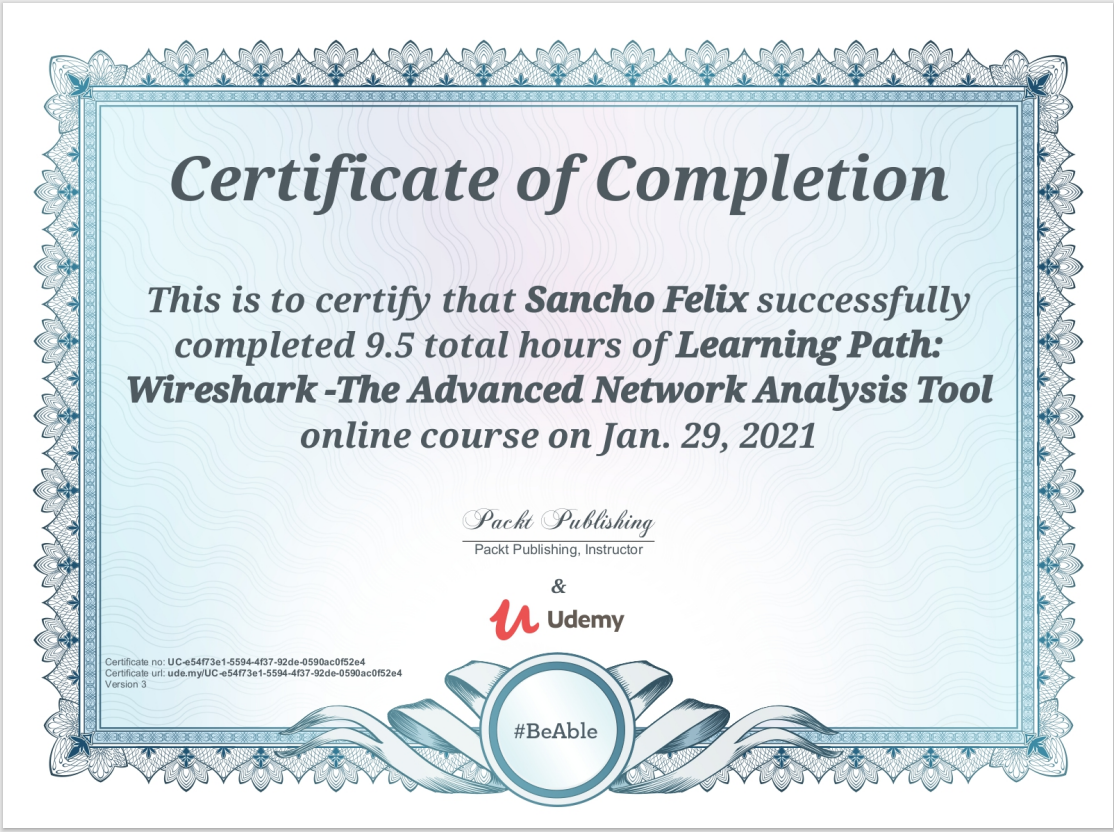 Certificate of Completion
This is to certify that Sancho Felix successfully
completed 9.5 total hours of Learning Path:
Wireshark -The Advanced Network Analysis Tool
online course on Jan. 29, 2021
Packt Publishing
Packt Publishing, Instructor
&
Udemy
Certificate no: UC-e54f73e1-5594-4f37-92de-0590ac0f52e4
Certificate url: ude.my/UC-e54f73e1-5594-4f37-92de-0590ac0f52e4
Version 3
#BeAble